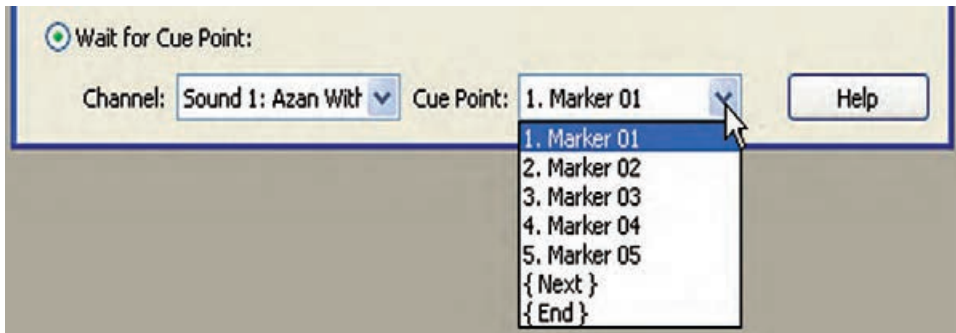 Wait for Cue Point:
Channel: Sound 1: Azan With Cue Point: 1. Marker 01 Help
1. Marker 01
2. Marker 02
3. Marker 03
4. Marker 04
5. Marker 05
{ Next }
{ End }